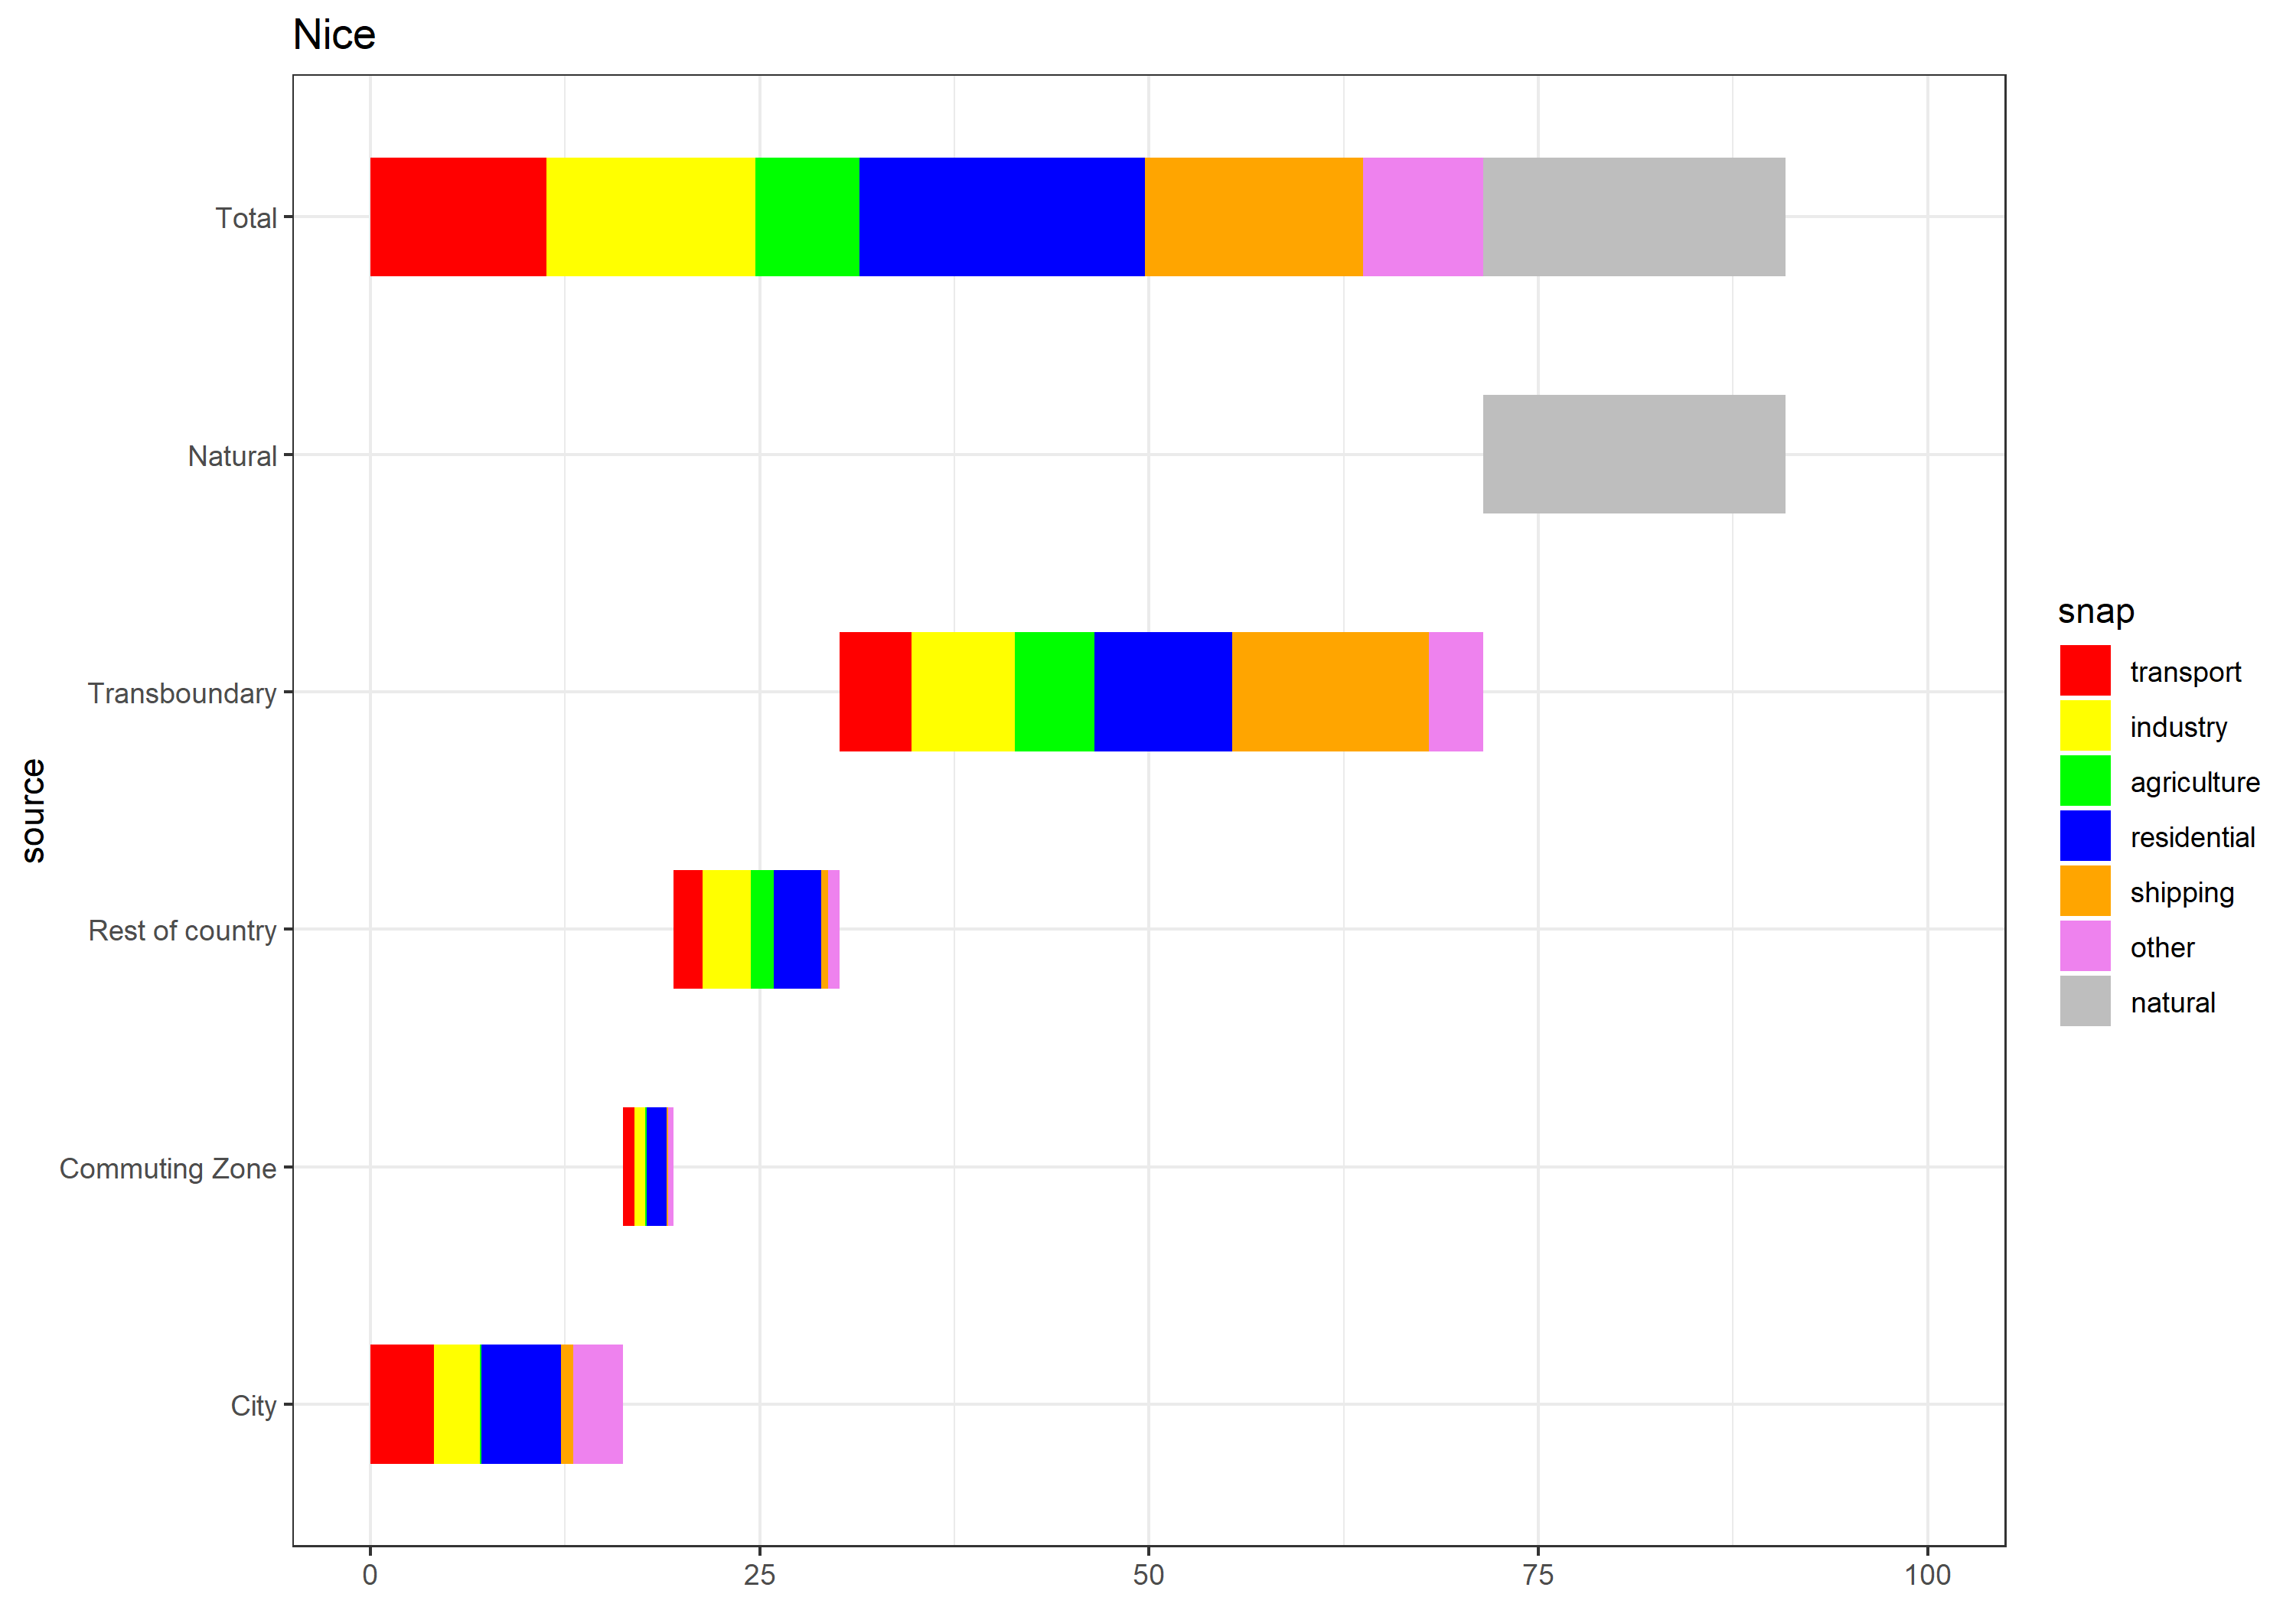 Nice
Total
Natural
Transboundary
Rest of country
Commuting Zone
City
source
0 25 50 75 100
snap
transport
industry
agriculture
residential
shipping
other
natural